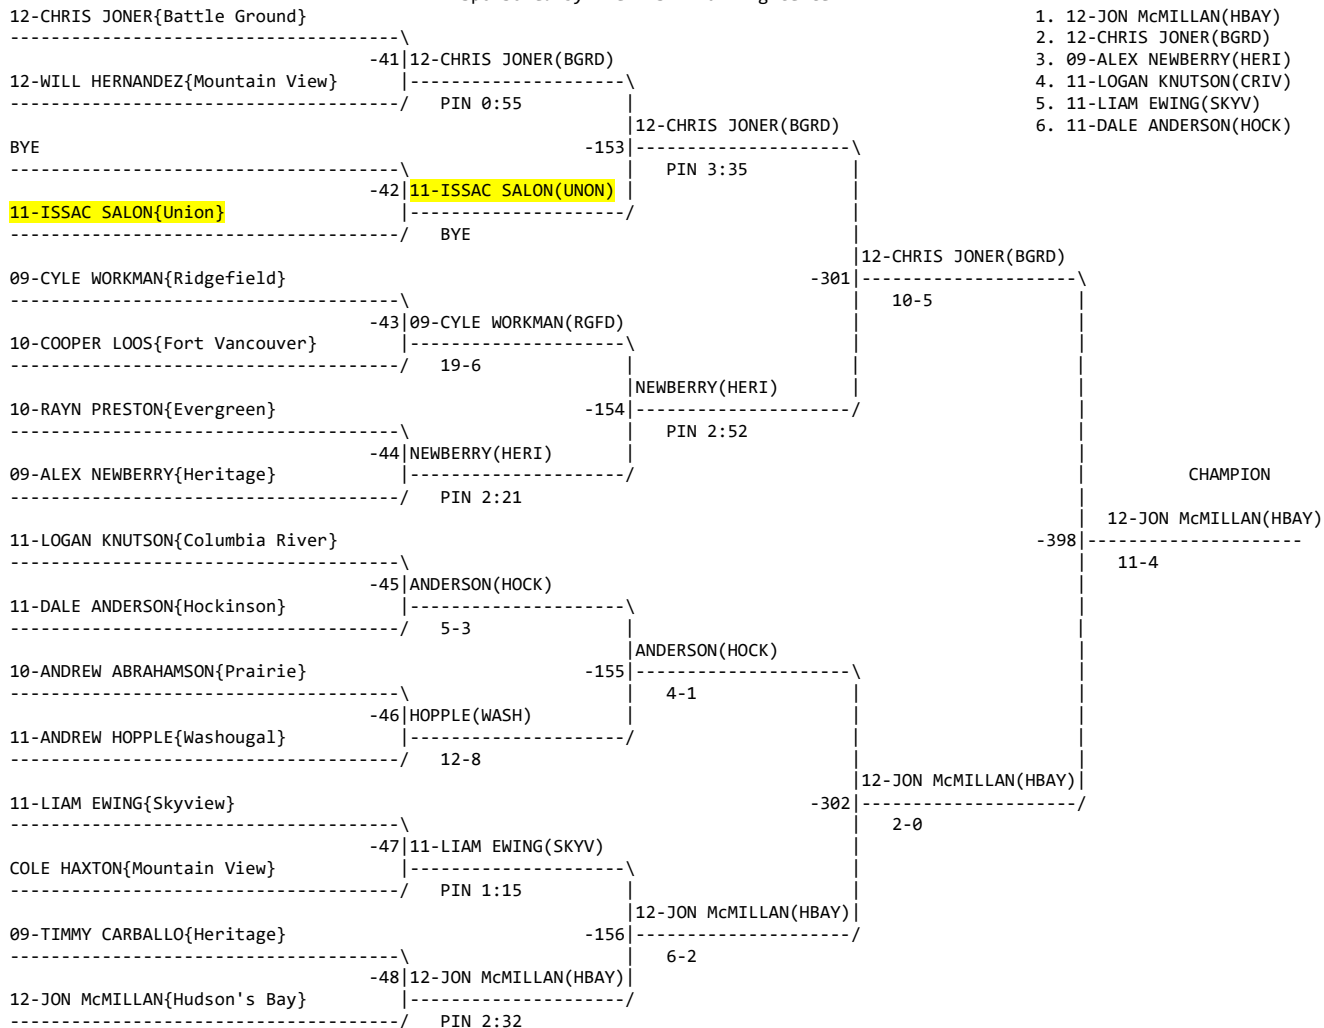 12-CHRIS JONER{Battle Ground} 1. 12-JON McMILLAN(HBAY)
---------------------------------------\ 2. 12-CHRIS JONER(BGRD)
-41|12-CHRIS JONER(BGRD) 3. 09-ALEX NEWBERRY(HERI)
12-WILL HERNANDEZ{Mountain View} |---------------------\ 4. 11-LOGAN KNUTSON(CRIV)
---------------------------------------/ PIN 0:55 | 5. 11-LIAM EWING(SKYV)
|12-CHRIS JONER(BGRD) 6. 11-DALE ANDERSON(HOCK)
BYE -153|---------------------\
---------------------------------------\ | PIN 3:35 |
-42|11-ISSAC SALON(UNON) | |
11-ISSAC SALON{Union} |---------------------/ |
---------------------------------------/ BYE |
|12-CHRIS JONER(BGRD)
09-CYLE WORKMAN{Ridgefield} -301|---------------------\
---------------------------------------\ | 10-5 |
-43|09-CYLE WORKMAN(RGFD) | |
10-COOPER LOOS{Fort Vancouver} |---------------------\ | |
---------------------------------------/ 19-6 | | |
|NEWBERRY(HERI) | |
10-RAYN PRESTON{Evergreen} -154|---------------------/ |
---------------------------------------\ | PIN 2:52 |
-44|NEWBERRY(HERI) | |
09-ALEX NEWBERRY{Heritage} |---------------------/ | CHAMPION
---------------------------------------/ PIN 2:21 |
| 12-JON McMILLAN(HBAY)
11-LOGAN KNUTSON{Columbia River} -398|---------------------
---------------------------------------\ | 11-4
-45|ANDERSON(HOCK) |
11-DALE ANDERSON{Hockinson} |---------------------\ |
---------------------------------------/ 5-3 | |
|ANDERSON(HOCK) |
10-ANDREW ABRAHAMSON{Prairie} -155|---------------------\ |
---------------------------------------\ | 4-1 | |
-46|HOPPLE(WASH) | | |
11-ANDREW HOPPLE{Washougal} |---------------------/ | |
---------------------------------------/ 12-8 | |
|12-JON McMILLAN(HBAY)|
11-LIAM EWING{Skyview} -302|---------------------/
---------------------------------------\ | 2-0
-47|11-LIAM EWING(SKYV) |
COLE HAXTON{Mountain View} |---------------------\ |
---------------------------------------/ PIN 1:15 | |
|12-JON McMILLAN(HBAY)|
09-TIMMY CARBALLO{Heritage} -156|---------------------/
---------------------------------------\ | 6-2
-48|12-JON McMILLAN(HBAY)|
12-JON McMILLAN{Hudson's Bay} |---------------------/
---------------------------------------/ PIN 2:32